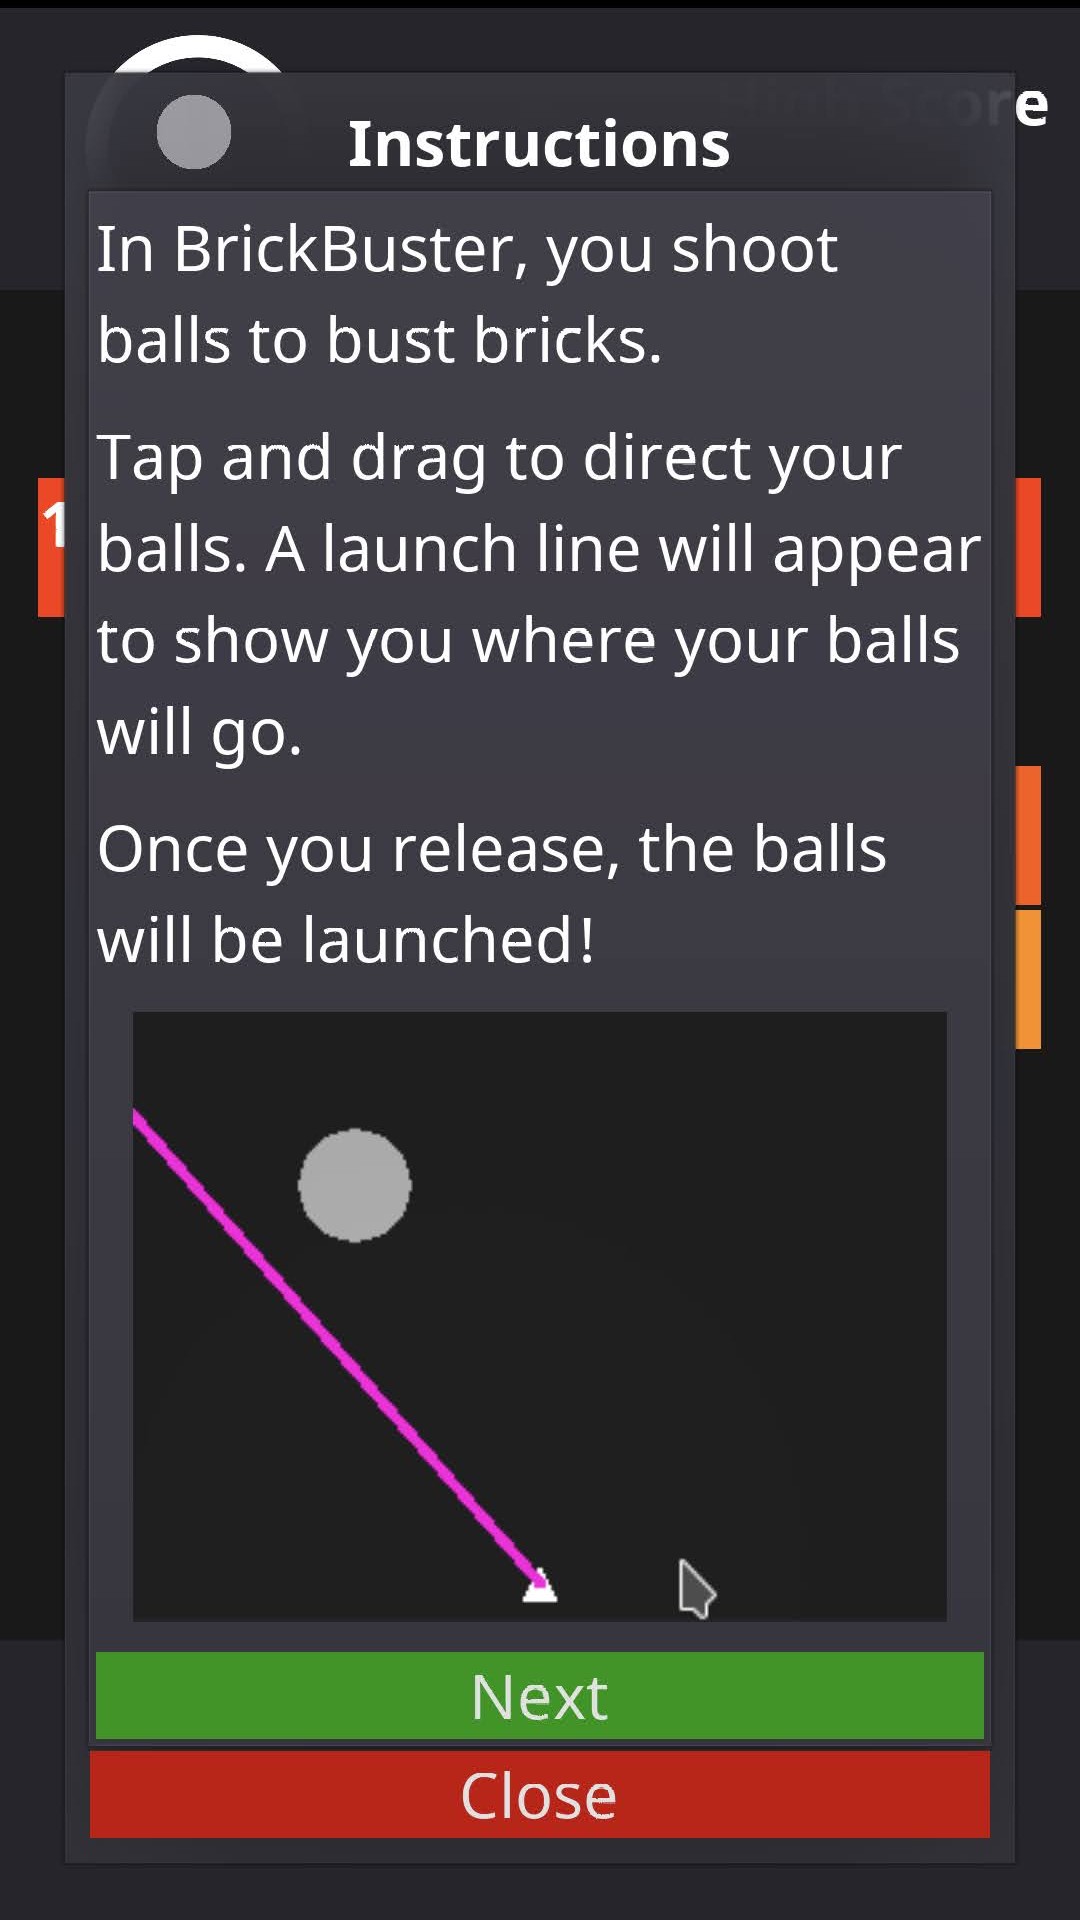 High Score
Instructions
In BrickBuster, you shoot
balls to bust bricks.
Tap and drag to direct your
balls. A launch line will appear
to show you where your balls
will go.
Once you release, the balls
will be launched!
Next
Close